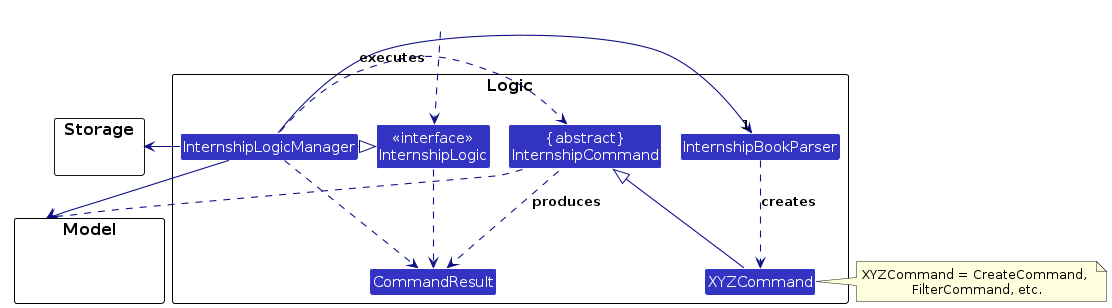 executes
Logic
Storage
1
InternshipLogicManager
«interface»
InternshipLogic
{abstract}
InternshipCommand
InternshipBookParser
produces
creates
Model
CommandResult
XYZCommand
XYZCommand = CreateCommand,
FilterCommand, etc.